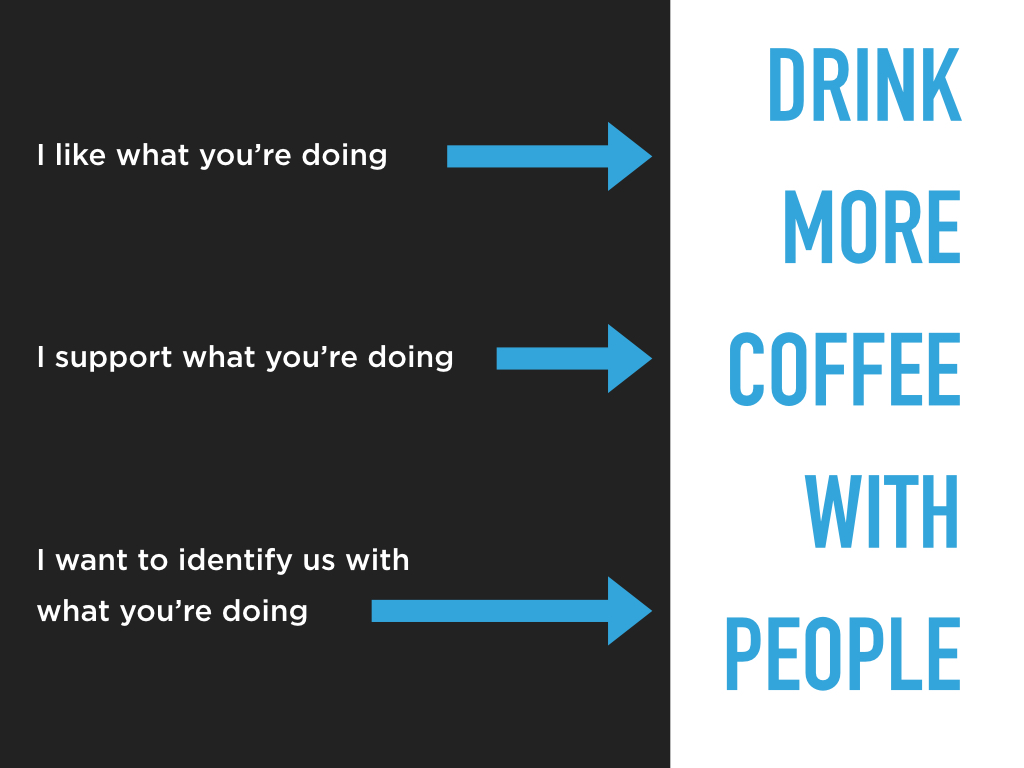 I like what you’re doing
I support what you’re doing
I want to identify us with
what you’re doing
DRINK
MORE
COFFEE
WITH
PEOPLE